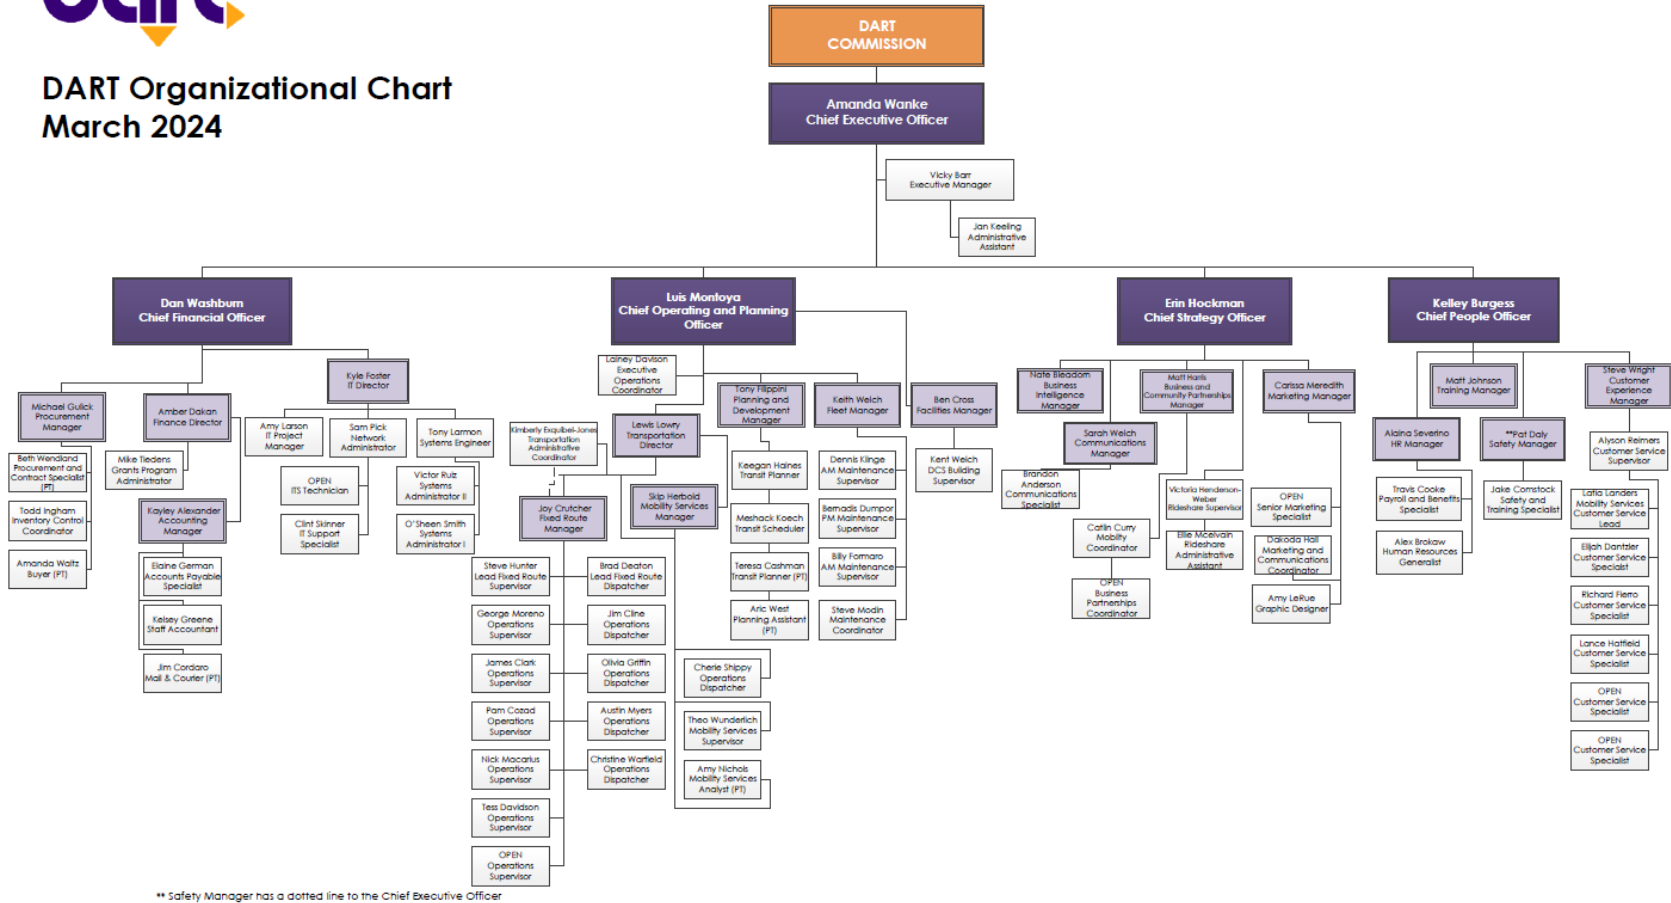 dart
DART Organizational Chart
March 2024
DART
COMMISSION
Amanda Wanke
Chief Executive Officer
Vicky Barr
Executive Manager
Jan Keeling
Administrative
Assistant
Dan Washburn
Chief Financial Officer
Luis Montoya
Chief Operating and Planning
Officer
Erin Hockman
Chief Strategy Officer
Kelley Burgess
Chief People Officer
Kyle Foster
IT Director
Michael Gulick
Procurement
Manager
Amber Dakan
Finance Director
Amy Larson
IT Project
Manager
Sam Pick
Network
Administrator
Tony Larmon
Systems Engineer
Beth Wendland
Procurement and
Contract Specialist
(PT)
Mike Tiedens
Grants Program
Administrator
OPEN
ITS Technician
Victor Ruiz
Systems
Administrator II
Todd Ingham
Inventory Control
Coordinator
Kayley Alexander
Accounting
Manager
Clint Skinner
IT Support
Specialist
O'Sheen Smith
Systems
Administrator I
Amanda Waltz
Buyer (PT)
Elaine German
Accounts Payable
Specialist
Kelsey Greene
Staff Accountant
Jim Cordaro
Mail & Courier (PT)
Lainey Davison
Executive
Operations
Coordinator
Tony Filippini
Planning and
Development
Manager
Keith Welch
Fleet Manager
Ben Cross
Facilities Manager
Kimberly Esquibel-Jones
Transportation
Administrative
Coordinator
Lewis Lowry
Transportation
Director
Keegan Haines
Transit Planner
Dennis Klinge
AM Maintenance
Supervisor
Kent Welch
DCS Building
Supervisor
Joy Crutcher
Fixed Route
Manager
Skip Herbold
Mobility Services
Manager
Meshack Koech
Transit Scheduler
Bernadis Dumpor
PM Maintenance
Supervisor
Steve Hunter
Lead Fixed Route
Supervisor
Brad Deaton
Lead Fixed Route
Dispatcher
Teresa Cashman
Transit Planner (PT)
Billy Fornaro
AM Maintenance
Supervisor
George Moreno
Operations
Supervisor
Jim Cline
Operations
Dispatcher
Aric West
Planning Assistant
(PT)
Steve Modin
Maintenance
Coordinator
James Clark
Operations
Supervisor
Olivia Griffin
Operations
Dispatcher
Cherie Shippy
Operations
Dispatcher
Pam Cozad
Operations
Supervisor
Austin Myers
Operations
Dispatcher
Theo Wunderlich
Mobility Services
Supervisor
Nick Macarius
Operations
Supervisor
Christine Warfield
Operations
Dispatcher
Amy Nichols
Mobility Services
Analyst (PT)
Tess Davidson
Operations
Supervisor
OPEN
Operations
Supervisor
Nate Bleadorn
Business
Intelligence
Manager
Matt Harris
Business and
Community Partnerships
Manager
Carissa Meredith
Marketing Manager
Sarah Welch
Communications
Manager
Brandon
Anderson
Communications
Specialist
Victoria Henderson-
Weber
Rideshare Supervisor
OPEN
Senior Marketing
Specialist
Catlin Curry
Mobilty
Coordinator
Ellie Mcelvain
Rideshare
Administrative
Assistant
Dakoda Hall
Marketing and
Communications
Coordinator
OPEN
Business
Partnerships
Coordinator
Amy LeRue
Graphic Designer
Matt Johnson
Training Manager
Steve Wright
Customer
Experience
Manager
Alaina Severino
HR Manager
**Pat Daly
Safety Manager
Alyson Reimers
Customer Service
Supervisor
Travis Cooke
Payroll and Benefits
Specialist
Jake Comstock
Safety and
Training Specialist
Latia Landers
Mobility Services
Customer Service
Lead
Alex Brokaw
Human Resources
Generalist
Elijah Dantzler
Customer Service
Specialist
Richard Fierro
Customer Service
Specialist
Lance Hatfield
Customer Service
Specialist
OPEN
Customer Service
Specialist
OPEN
Customer Service
Specialist
** Safety Manager has a dotted line to the Chief Executive Officer